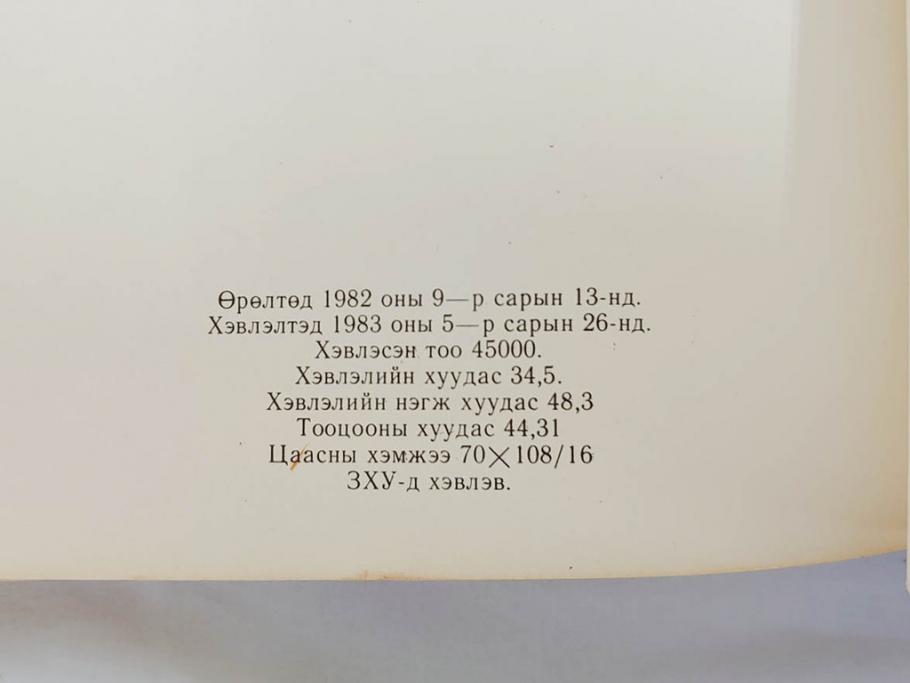 Өрөлтөд 1982 оны 9—р сарын 13-нд.
Хэвлэлтэд 1983 оны 5—р сарын 26-нд.
Хэвлэсэн тоо 45000.
Хэвлэлийн хуудас 34,5.
Хэвлэлийн нэгж хуудас 48,3
Тооцооны хуудас 44,31
Цаасны хэмжээ 70×108/16
ЗХУ-д хэвлэв.